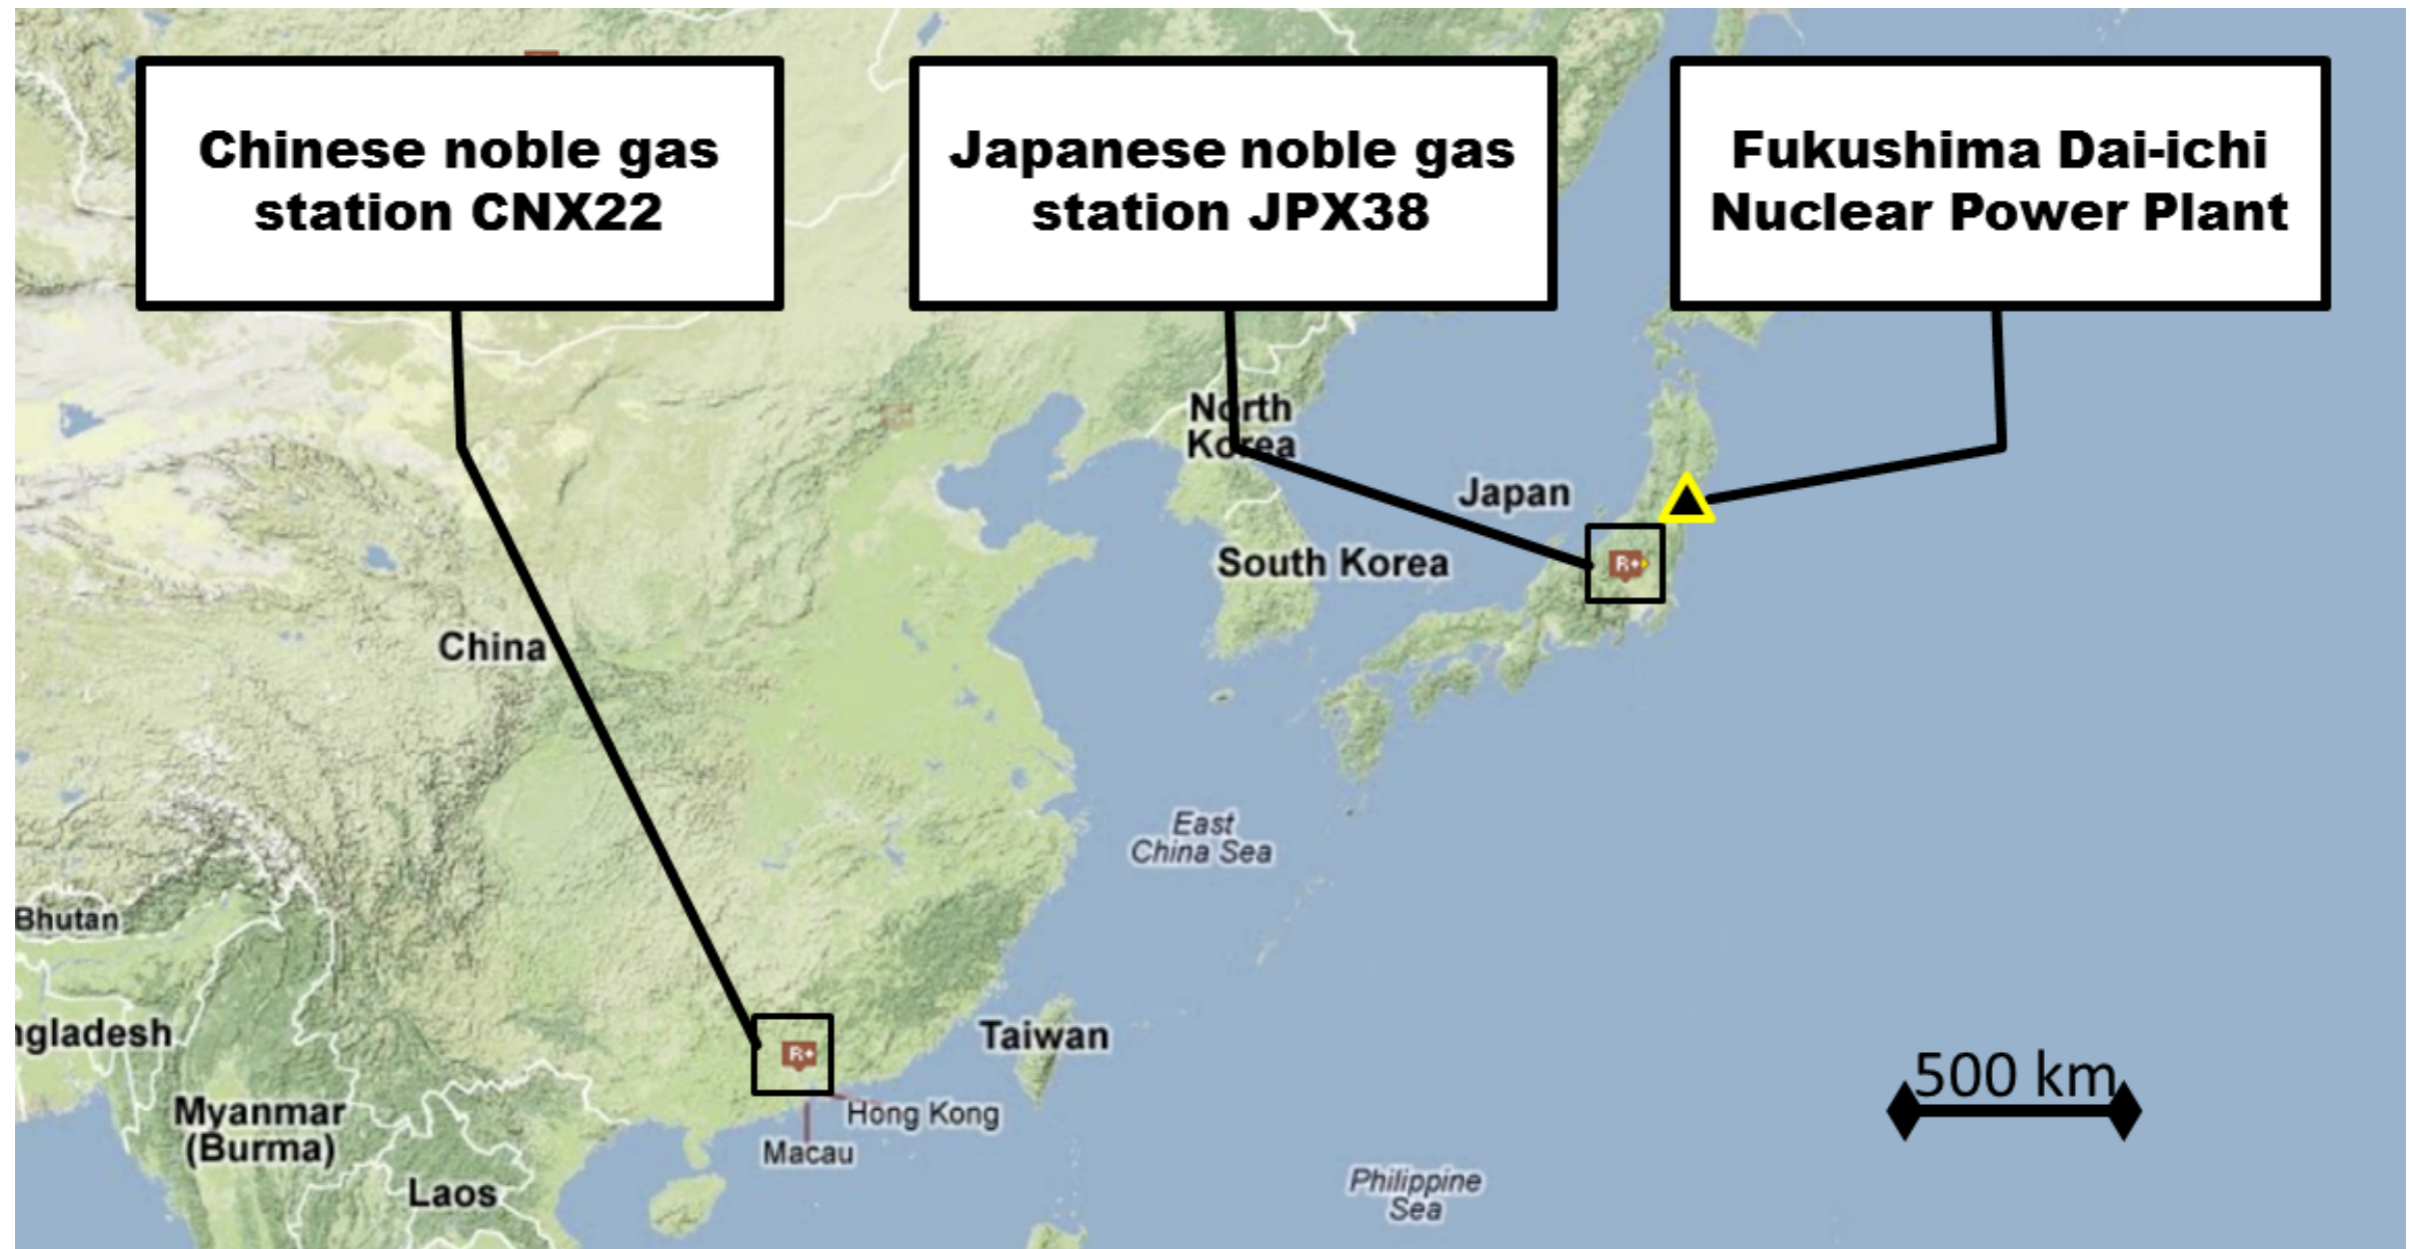 Chinese noble gas
station CNX22
Japanese noble gas
station JPX38
Fukushima Dai-ichi
Nuclear Power Plant
North
Korea
Japan
R+
South Korea
China
East
China Sea
Bhutan
ngladesh
Taiwan
R+
500 km
Myanmar
(Burma)
Hong Kong
Macau
Laos
Philippine
Sea